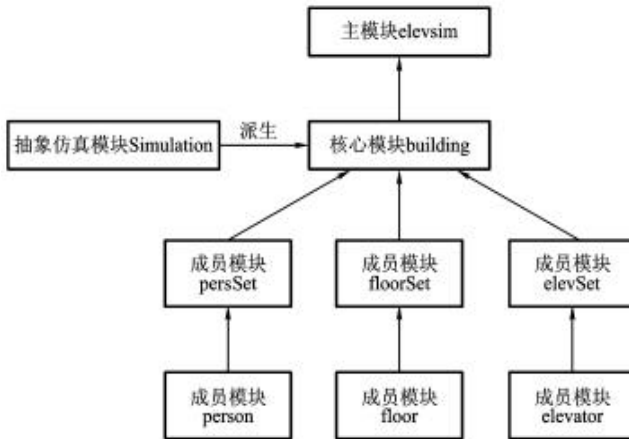 主模块elevsim
抽象仿真模块Simulation
派生
核心模块building
成员模块
persSet
成员模块
floorSet
成员模块
elevSet
成员模块
person
成员模块
floor
成员模块
elevator